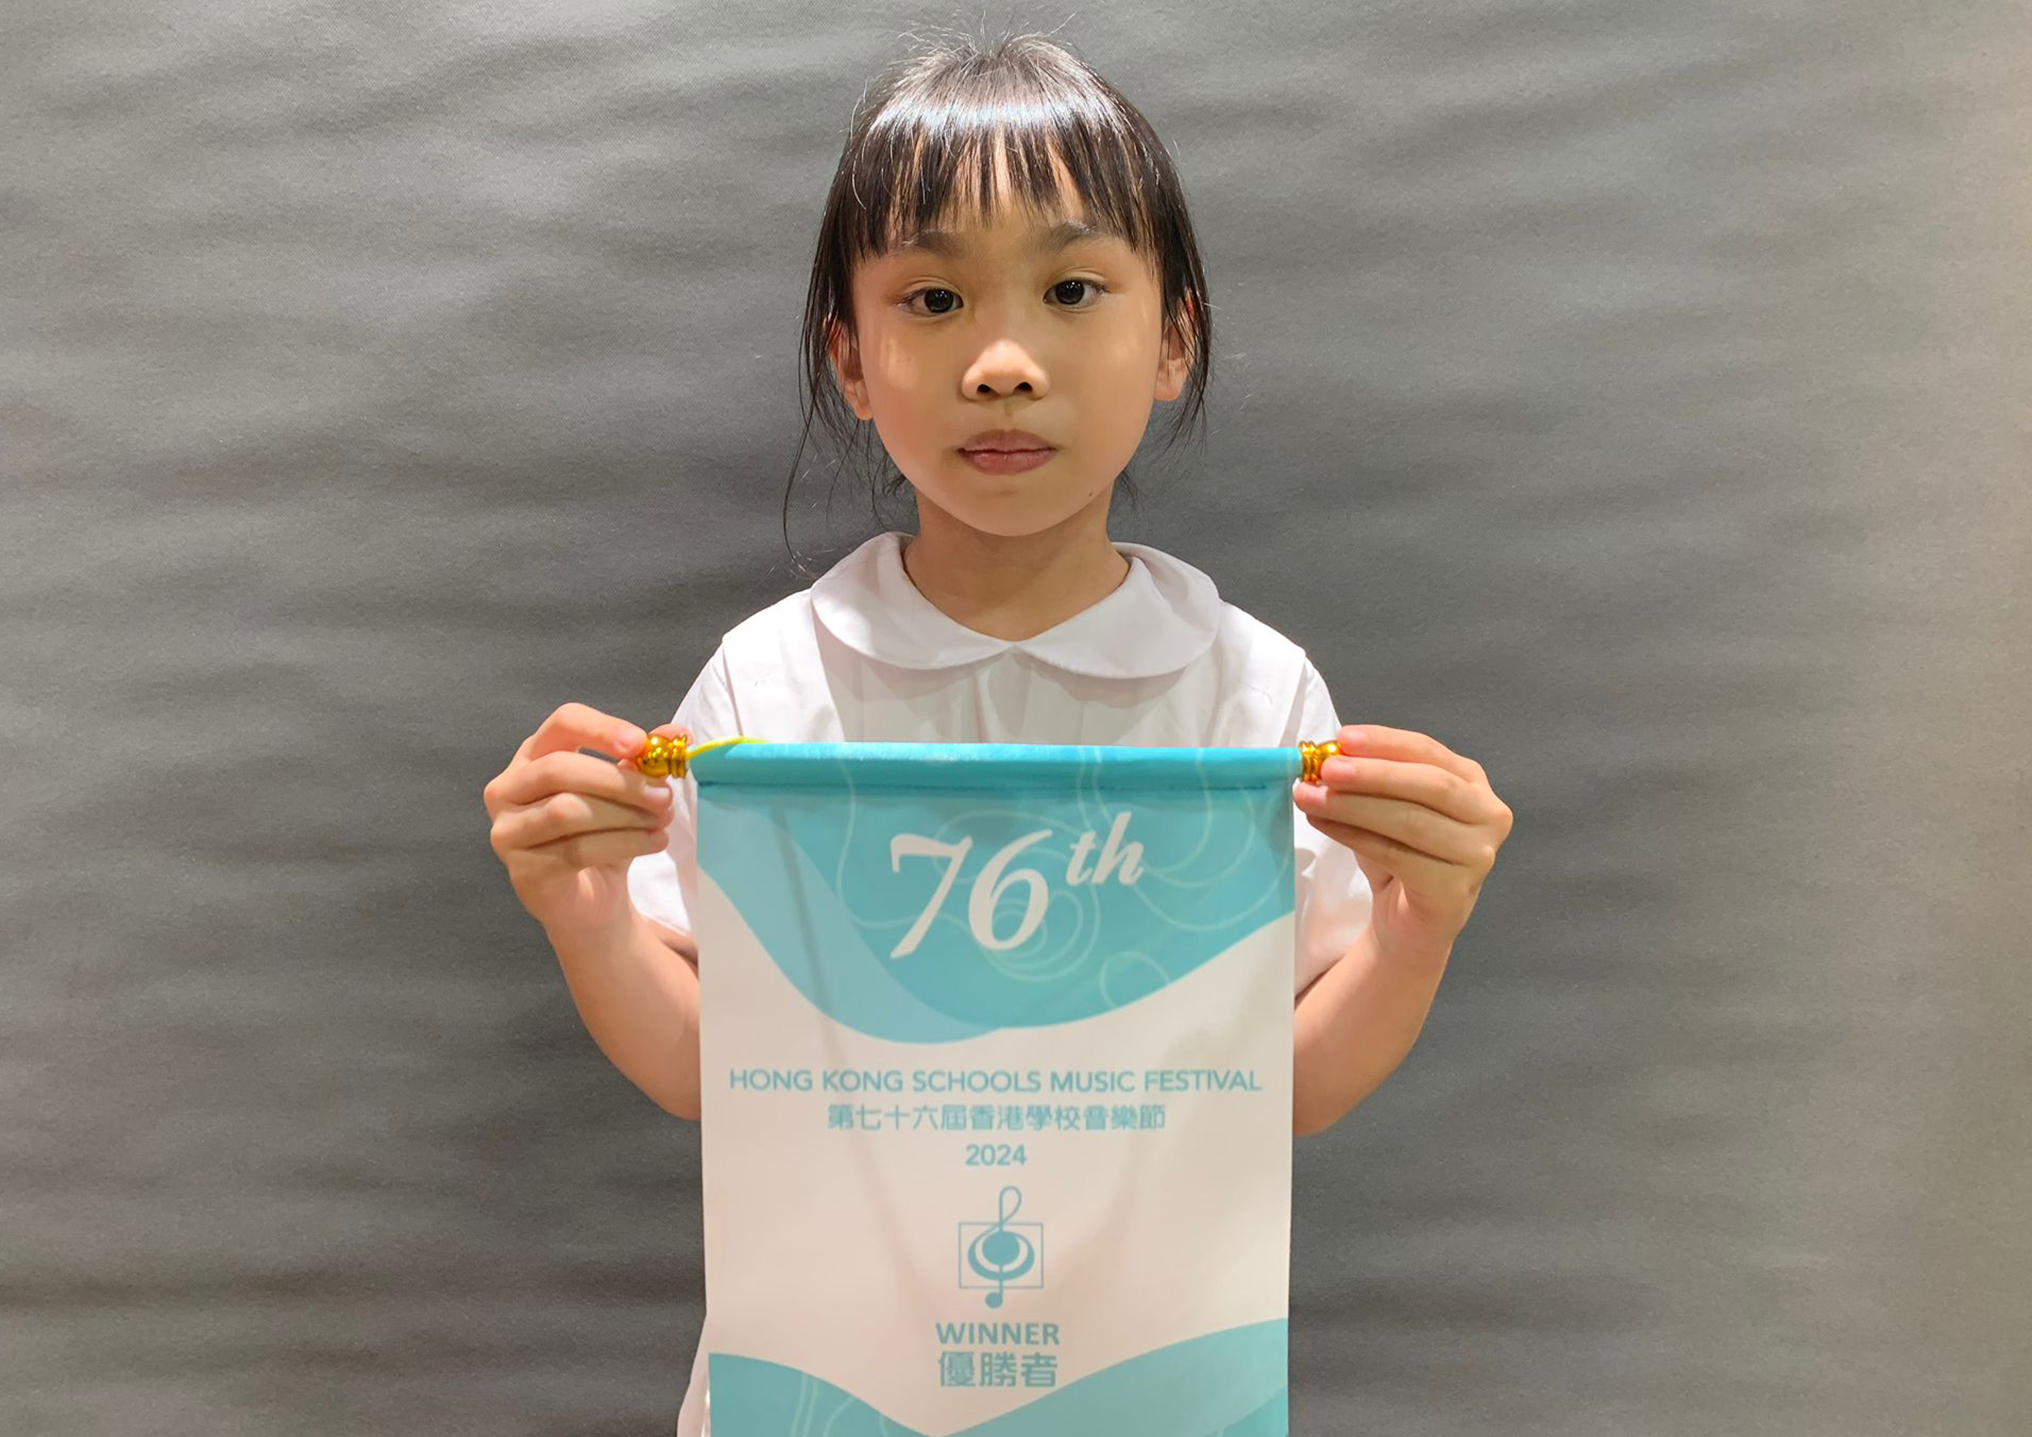 76th
HONG KONG SCHOOLS MUSIC FESTIVAL
第七十六屆香港學校音樂節
2024
WINNER
優勝者